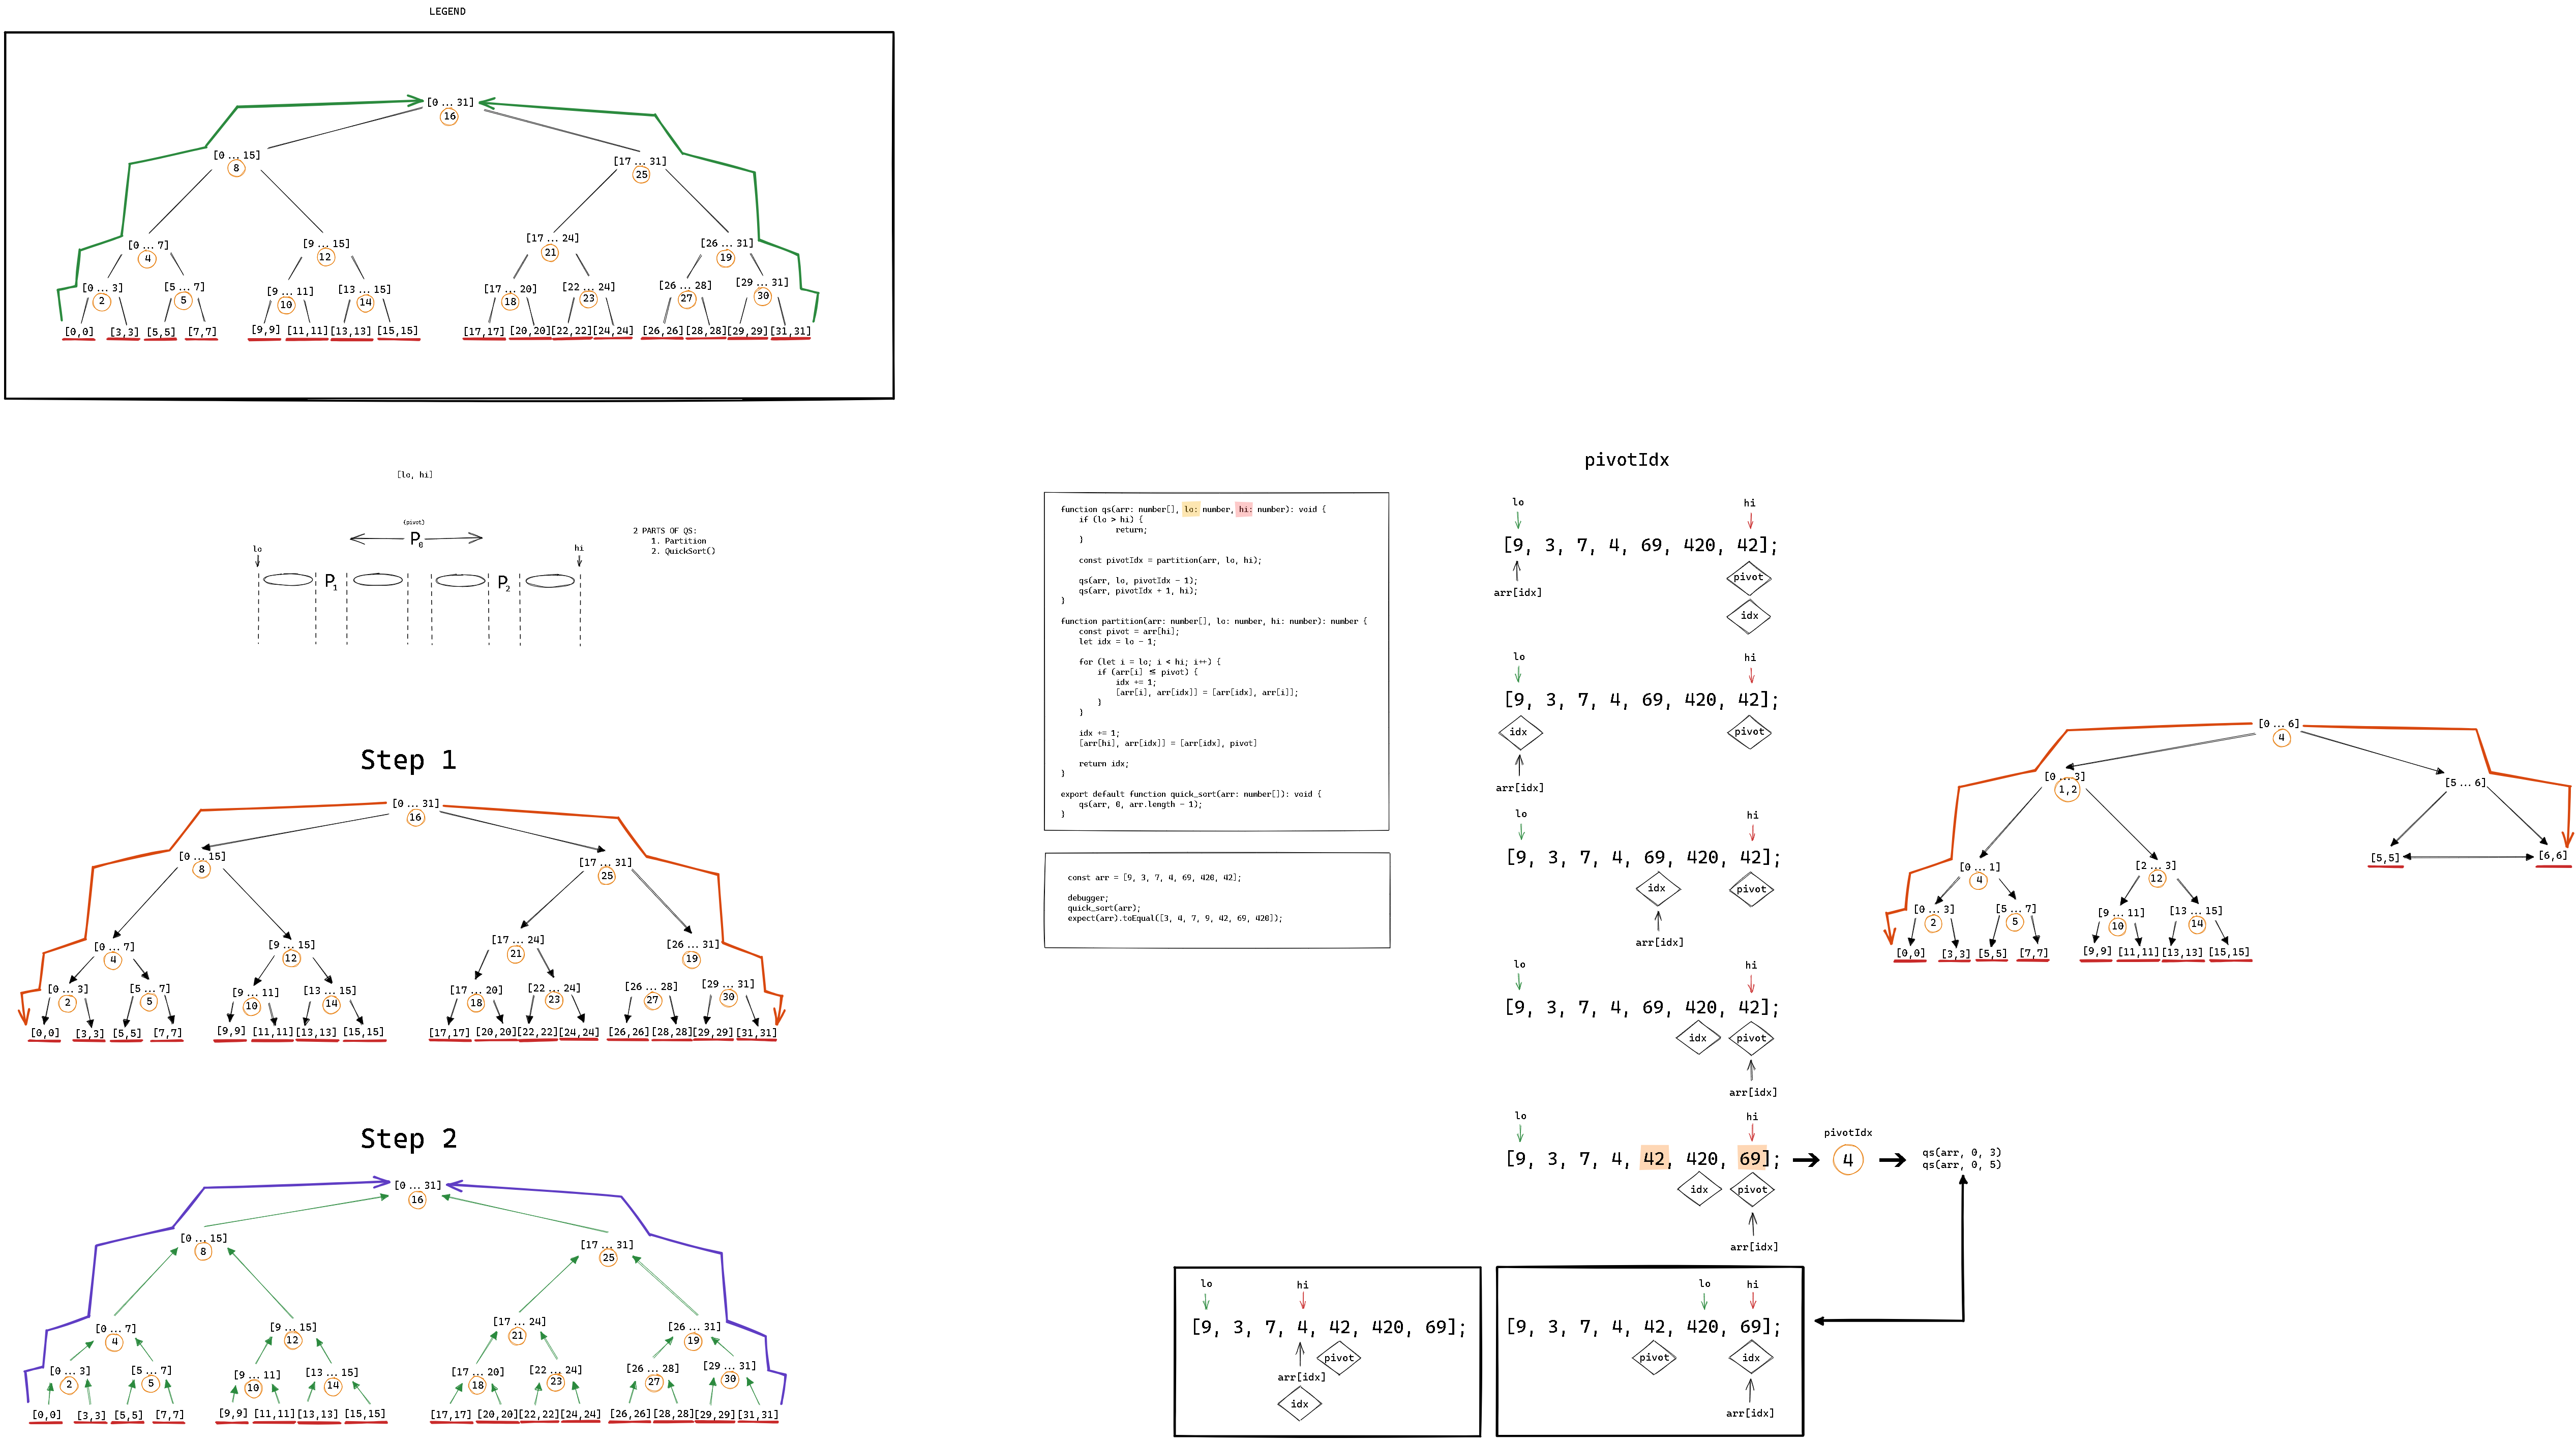 LEGEND
[0 ... 31]
16
[0 ... 15]
8
[17 ... 31]
25
[0 ... 7]
4
[9 ... 15]
12
[17 ... 24]
21
[26 ... 31]
19
[0 ... 3]
2
[5 ... 7]
5
[9 ... 11]
10
[13 ... 15]
14
[17 ... 20]
18
[22 ... 24]
23
[26 ... 28]
27
[29 ... 31]
30
[0,0] [3,3] [5,5] [7,7] [9,9] [11,11] [13,13] [15,15] [17,17] [20,20] [22,22] [24,24] [26,26] [28,28] [29,29] [31,31]
[lo, hi]
{pivot}
P0
lo
hi
P1
P2
2 PARTS OF QS:
1. Partition
2. QuickSort()
Step 1
[0 ... 31]
16
[0 ... 15]
8
[17 ... 31]
25
[0 ... 7]
4
[9 ... 15]
12
[17 ... 24]
21
[26 ... 31]
19
[0 ... 3]
2
[5 ... 7]
5
[9 ... 11]
10
[13 ... 15]
14
[17 ... 20]
18
[22 ... 24]
23
[26 ... 28]
27
[29 ... 31]
30
[0,0] [3,3] [5,5] [7,7] [9,9] [11,11] [13,13] [15,15] [17,17] [20,20] [22,22] [24,24] [26,26] [28,28] [29,29] [31,31]
Step 2
[0 ... 31]
16
[0 ... 15]
8
[17 ... 31]
25
[0 ... 7]
4
[9 ... 15]
12
[17 ... 24]
21
[26 ... 31]
19
[0 ... 3]
2
[5 ... 7]
5
[9 ... 11]
10
[13 ... 15]
14
[17 ... 20]
18
[22 ... 24]
23
[26 ... 28]
27
[29 ... 31]
30
[0,0] [3,3] [5,5] [7,7] [9,9] [11,11] [13,13] [15,15] [17,17] [20,20] [22,22] [24,24] [26,26] [28,28] [29,29] [31,31]
function qs(arr: number[], lo: number, hi: number): void {
if (lo > hi) {
return;
}
const pivotIdx = partition(arr, lo, hi);
qs(arr, lo, pivotIdx - 1);
qs(arr, pivotIdx + 1, hi);
}
function partition(arr: number[], lo: number, hi: number): number {
const pivot = arr[hi];
let idx = lo - 1;
for (let i = lo; i < hi; i++) {
if (arr[i] ≤ pivot) {
idx += 1;
[arr[i], arr[idx]] = [arr[idx], arr[i]];
}
}
idx += 1;
[arr[hi], arr[idx]] = [arr[idx], pivot]
return idx;
}
export default function quick_sort(arr: number[]): void {
qs(arr, 0, arr.length - 1);
}
const arr = [9, 3, 7, 4, 69, 420, 42];
debugger;
quick_sort(arr);
expect(arr).toEqual([3, 4, 7, 9, 42, 69, 420]);
pivotIdx
lo
hi
[9, 3, 7, 4, 69, 420, 42];
pivot
arr[idx]
idx
lo
hi
[9, 3, 7, 4, 69, 420, 42];
idx
pivot
arr[idx]
lo
hi
[9, 3, 7, 4, 69, 420, 42];
idx
pivot
arr[idx]
lo
hi
[9, 3, 7, 4, 69, 420, 42];
idx
pivot
arr[idx]
lo
hi
[9, 3, 7, 4, 42, 420, 69];
idx
pivot
arr[idx]
pivotIdx
4
qs(arr, 0, 3)
qs(arr, 0, 5)
lo
hi
[9, 3, 7, 4, 42, 420, 69];
pivot
arr[idx]
idx
lo
hi
[9, 3, 7, 4, 42, 420, 69];
pivot
idx
arr[idx]
[0 ... 6]
4
[0 ... 3]
1,2
[5 ... 6]
[0 ... 1]
4
[2 ... 3]
12
[5,5]
[6,6]
[0 ... 3]
2
[5 ... 7]
5
[9 ... 11]
10
[13 ... 15]
14
[0,0] [3,3] [5,5] [7,7] [9,9] [11,11] [13,13] [15,15]